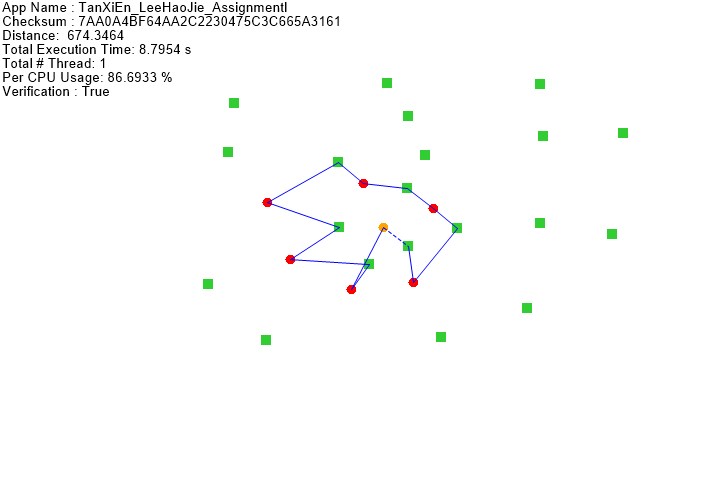 App Name : TanXiEn_LeeHaoJie_AssignmentI
Checksum : 7AA0A4BF64AA2C2230475C3C665A3161
Distance:  674.3464
Total Execution Time: 8.7954 s
Total # Thread: 1
Per CPU Usage: 86.6933 %
Verification : True